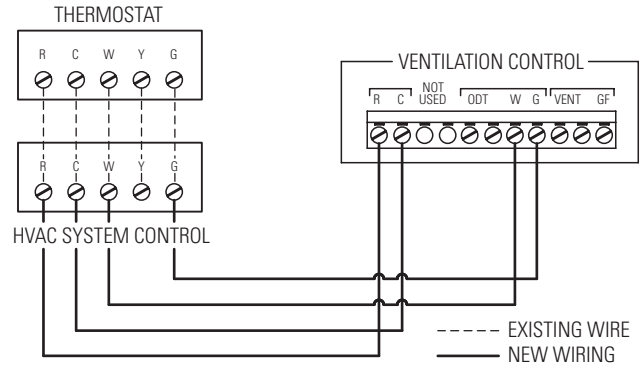 THERMOSTAT
R C W Y G
R C W Y G
HVAC SYSTEM CONTROL
VENTILATION CONTROL
R C NOT USED ODT W G VENT GF
EXISTING WIRE
NEW WIRING